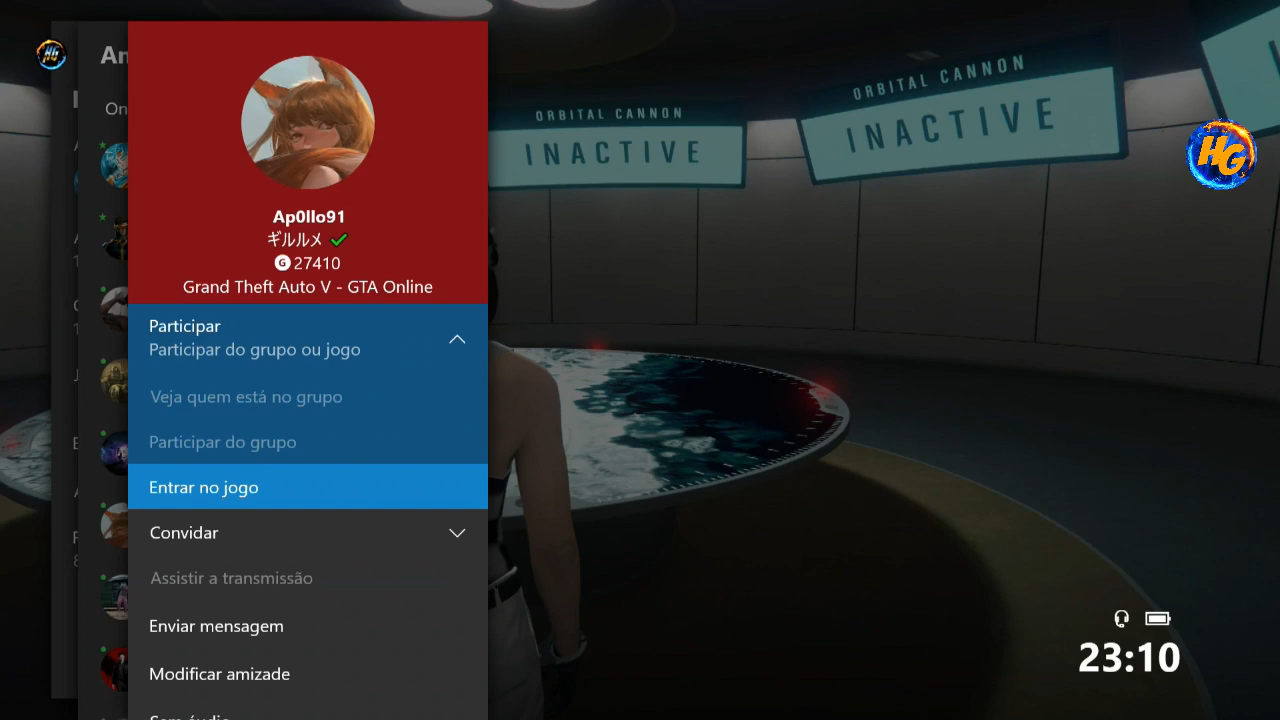 HG
Ap0llo91
ギルルメ
G 27410
Grand Theft Auto V - GTA Online
Participar
Participar do grupo ou jogo
Veja quem está no grupo
Participar do grupo
Entrar no jogo
Convidar
Assistir a transmissão
Enviar mensagem
Modificar amizade
ORBITAL CANNON
INACTIVE
ORBITAL CANNON
INACTIVE
HG
23:10